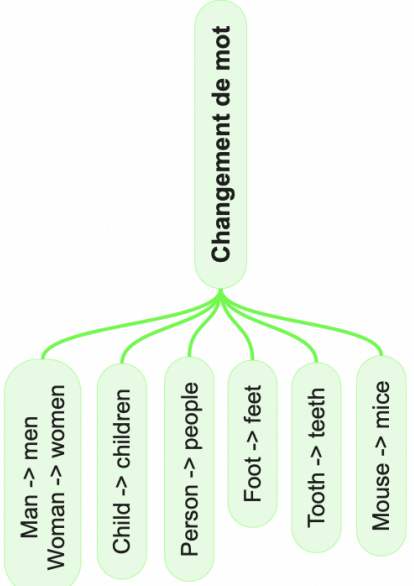 Changement de mot
Man -> men
Woman -> women
Child -> children
Person -> people
Foot -> feet
Tooth -> teeth
Mouse -> mice